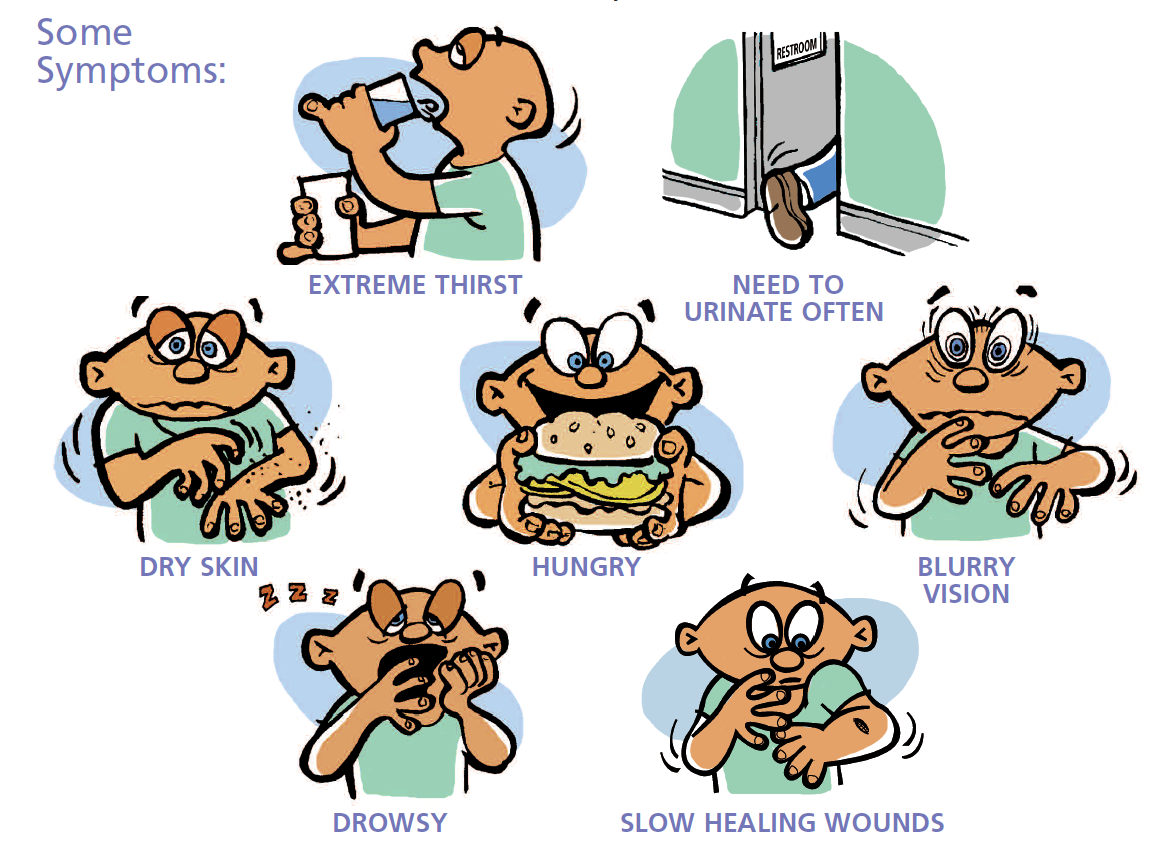 Some
Symptoms:
RESTROOM
EXTREME THIRST
NEED TO
URINATE OFTEN
DRY SKIN
HUNGRY
BLURRY
VISION
Z Z Z
DROWSY
SLOW HEALING WOUNDS